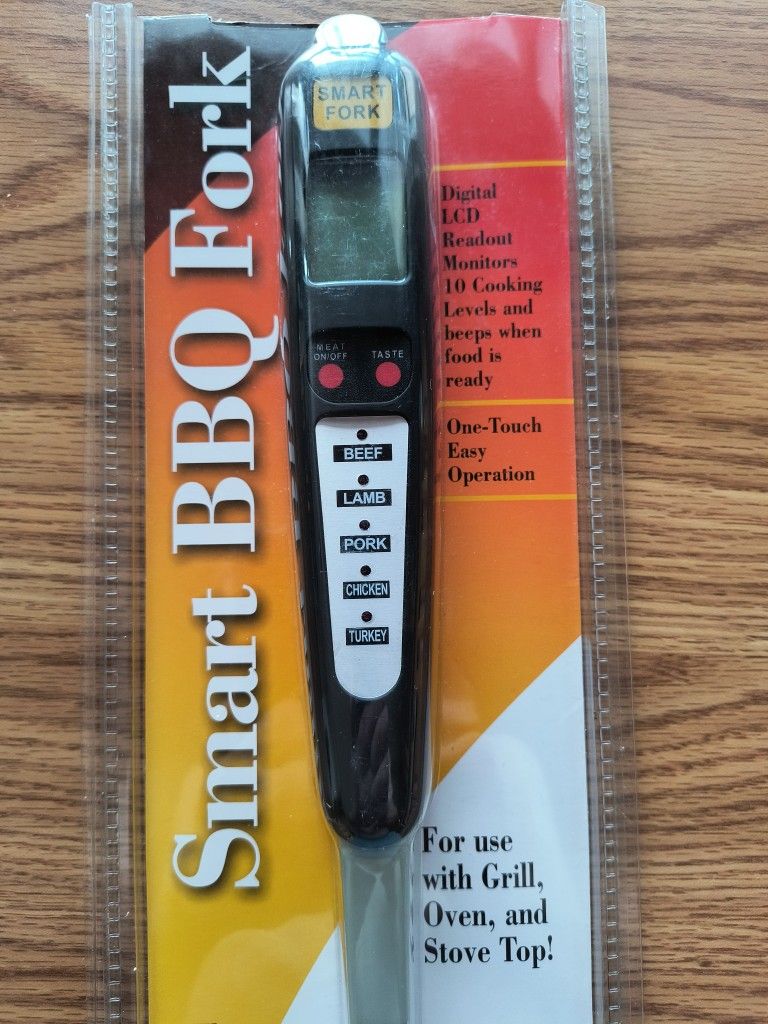 Smart BBQ Fork
SMART
FORK
MEAT
ON/OFF
TASTE
BEEF
LAMB
PORK
CHICKEN
TURKEY
Digital
LCD
Readout
Monitors
10 Cooking
Levels and
beeps when
food is
ready
One-Touch
Easy
Operation
For use
with Grill,
Oven, and
Stove Top!